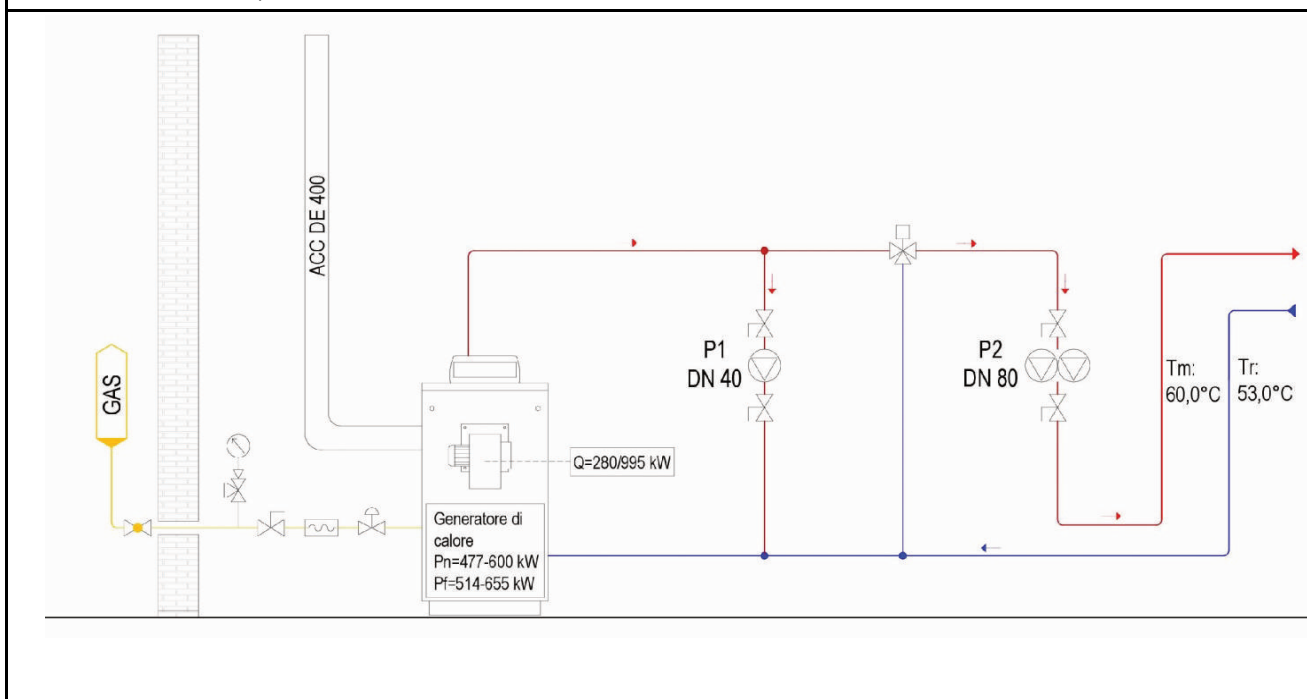 ACC DE 400
GAS
P1
DN 40
P2
DN 80
Tm:
60,0°C
Tr:
53,0°C
Q=280/995 kW
Generatore di
calore
Pn=477-600 kW
Pf=514-655 kW